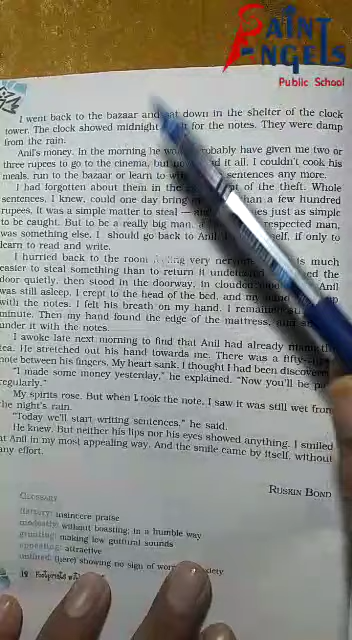 SAINT
ANGELS
Public School
I went back to the bazaar and sat down in the shelter of the clock
tower. The clock showed midnight. I felt for the notes. They were damp
from the rain.
Anil's money. In the morning he would probably have given me two or
three rupees to go to the cinema, but now I had it all. I couldn't cook his
meals, run to the bazaar or learn to write whole sentences any more.
I had forgotten about them in the excitement of the theft. Whole
sentences, I knew, could one day bring me more than a few hundred
rupees. It was a simple matter to steal — and sometimes just as simple
to be caught. But to be a really big man, a clever and respected man,
was something else. I should go back to Anil, I told myself, if only to
learn to read and write.
I hurried back to the room feeling very nervous, for it is much
easier to steal something than to return it undetected. I opened the
door quietly, then stood in the doorway, in clouded moonlight. Anil
was still asleep. I crept to the head of the bed, and my hand came up
with the notes. I felt his breath on my hand. I remained still for a
minute. Then my hand found the edge of the mattress, and slipped
under it with the notes.
I awoke late next morning to find that Anil had already made the
tea. He stretched out his hand towards me. There was a fifty-rupee
note between his fingers. My heart sank. I thought I had been discovered.
"I made some money yesterday," he explained. "Now you'll be paid
regularly."
My spirits rose. But when I took the note, I saw it was still wet from
the night's rain.
"Today we'll start writing sentences," he said.
He knew. But neither his lips nor his eyes showed anything. I smiled
at Anil in my most appealing way. And the smile came by itself, without
any effort.
RUSKIN BOND
GLOSSARY
flattery: insincere praise
modestly: without boasting; in a humble way
grunting: making low guttural sounds
appealing: attractive
unlined: (here) showing no sign of worry or anxiety
18 Footprints